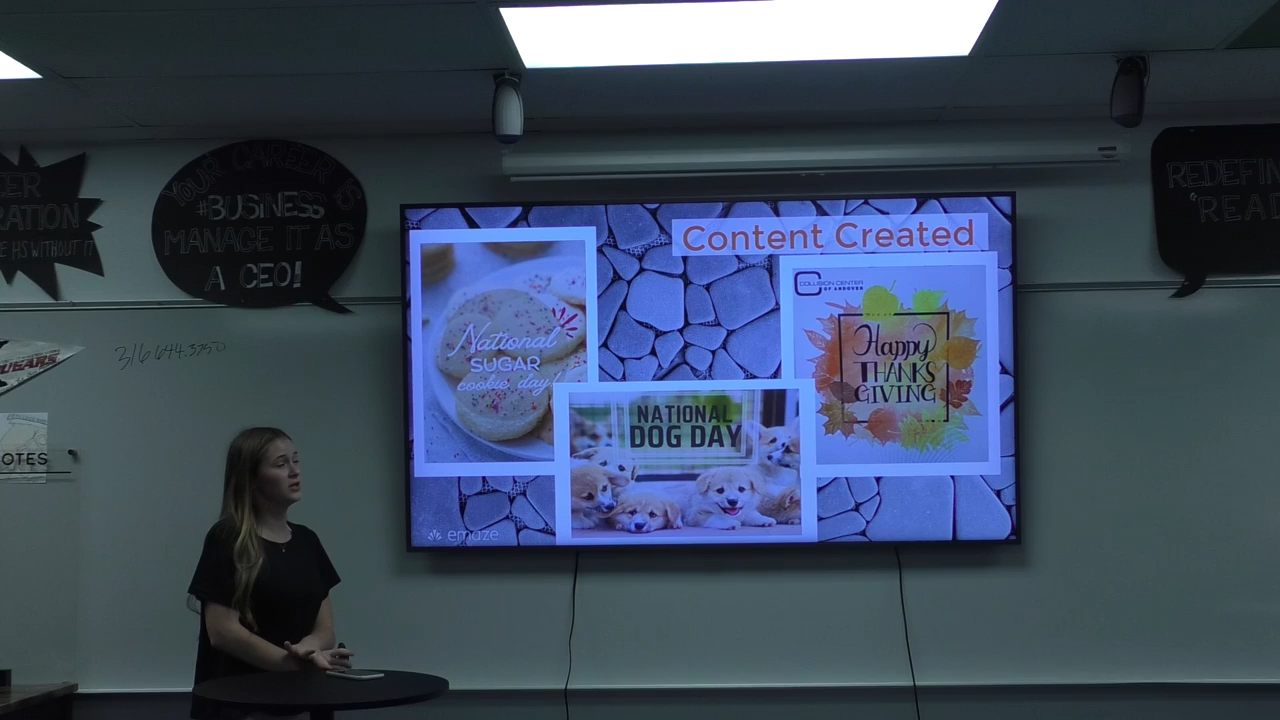 YOUR CAREER IS
#BUSINESS
MANAGE IT AS
A CEO!
316.644.3750
OTES
Content Created
National
SUGAR
cookie day!
COLLISION CENTER
OF ANDOVER
Happy
THANKS
GIVING
NATIONAL
DOG DAY
emaze
REDEFIN
"REA